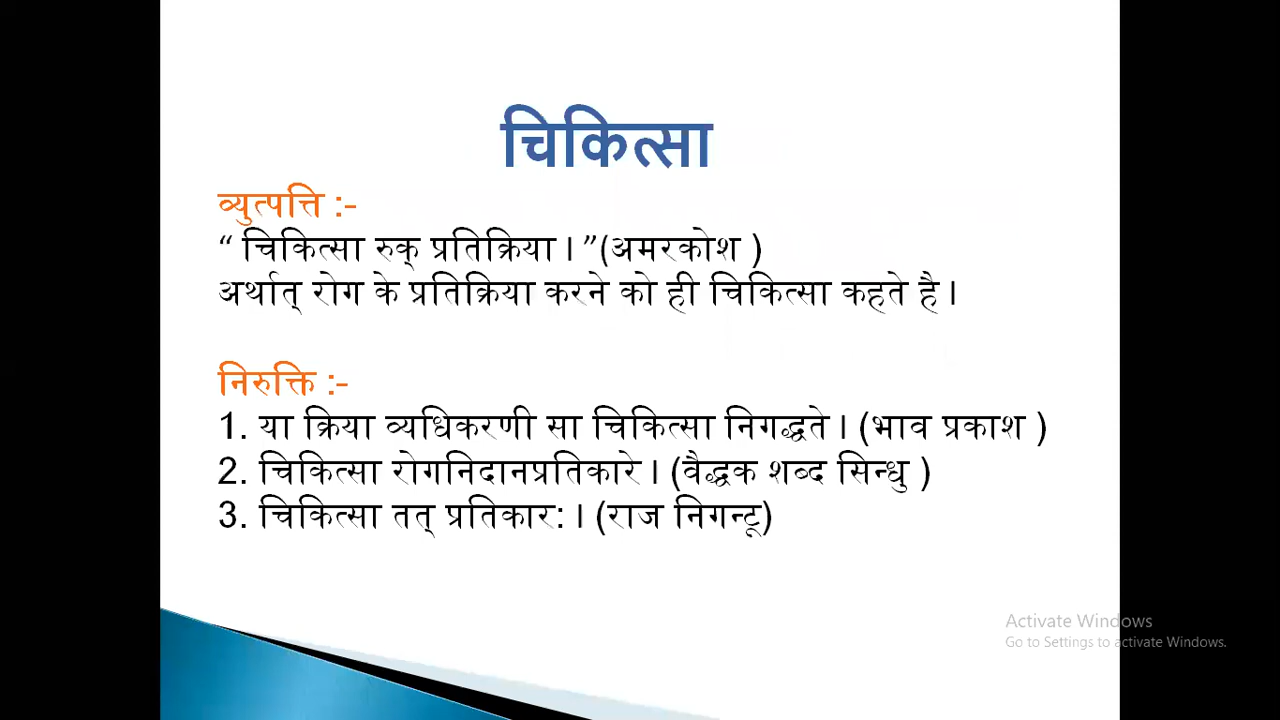 चिकित्सा
व्युत्पत्ति :-
“ चिकित्सा रुक् प्रतिक्रिया । ”(अमरकोश )
अर्थात् रोग के प्रतिक्रिया करने को ही चिकित्सा कहते है ।
निरुक्ति :-
1. या क्रिया व्यधिकरणी सा चिकित्सा निगद्धते । (भाव प्रकाश )
2. चिकित्सा रोगनिदानप्रतिकारे । (वैद्धक शब्द सिन्धु )
3. चिकित्सा तत् प्रतिकार: । (राज निगन्टू)
Activate Windows
Go to Settings to activate Windows.